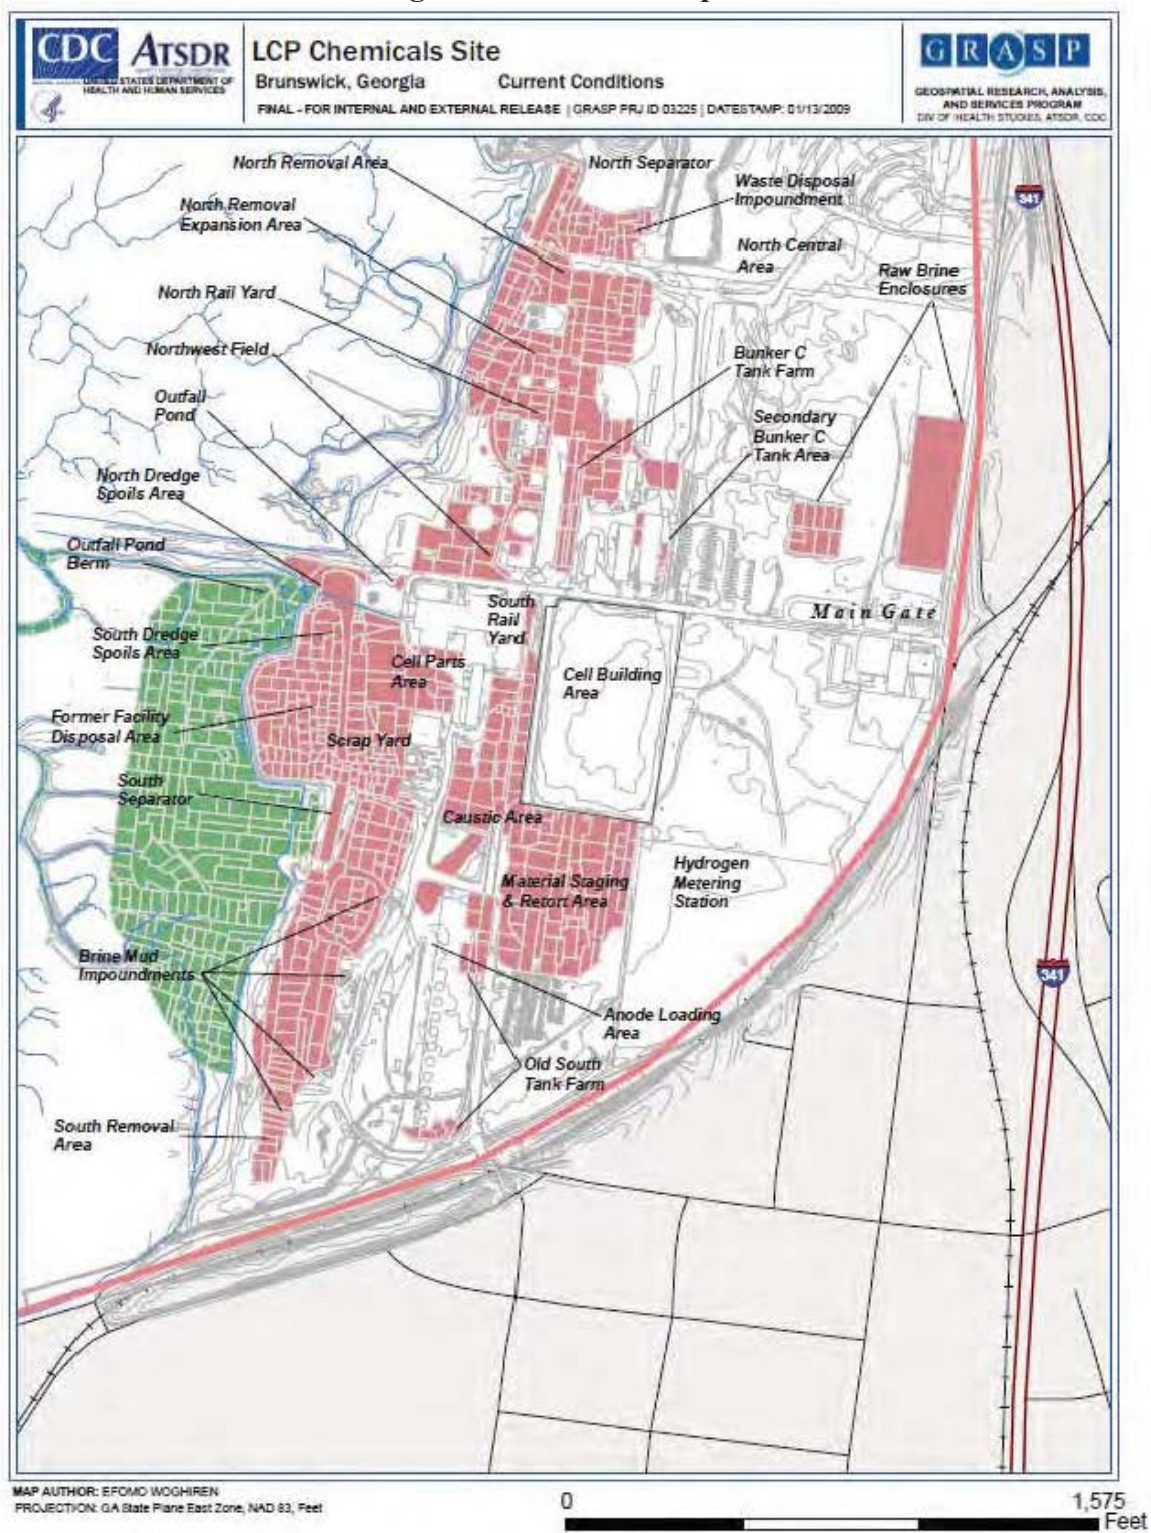 CDC ATSDR
UNITED STATES DEPARTMENT OF
HEALTH AND HUMAN SERVICES
LCP Chemicals Site
Brunswick, Georgia Current Conditions
FINAL - FOR INTERNAL AND EXTERNAL RELEASE | GRASP PRJ ID 03225 | DATESTAMP: 01/13/2009
GRASP
GEOSPATIAL RESEARCH, ANALYSIS,
AND SERVICES PROGRAM
DIV OF HEALTH STUDIES, ATSDR, CDC
North Removal Area
North Separator
Waste Disposal
Impoundment
341
North Removal
Expansion Area
North Central
Area
Raw Brine
Enclosures
North Rail Yard
Northwest Field
Bunker C
Tank Farm
Outfall
Pond
Secondary
Bunker C
Tank Area
North Dredge
Spoils Area
Outfall Pond
Berm
South
Rail
Yard
Main Gate
South Dredge
Spoils Area
Cell Parts
Area
Cell Building
Area
Former Facility
Disposal Area
Scrap Yard
South
Separator
Caustic Area
Hydrogen
Metering
Station
Material Staging
& Retort Area
Brine Mud
Impoundments
341
Anode Loading
Area
Old South
Tank Farm
South Removal
Area
MAP AUTHOR: EFOMO WOGHIREN
PROJECTION: GA State Plane East Zone, NAD 83, Feet
0 1,575
Feet